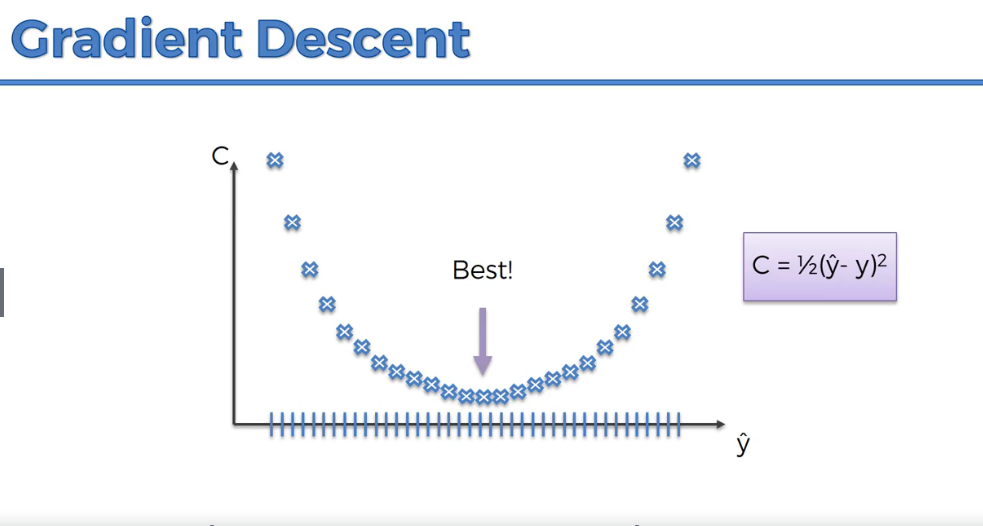 Gradient Descent
C
Best!
C = ½(ŷ- y)²
ŷ